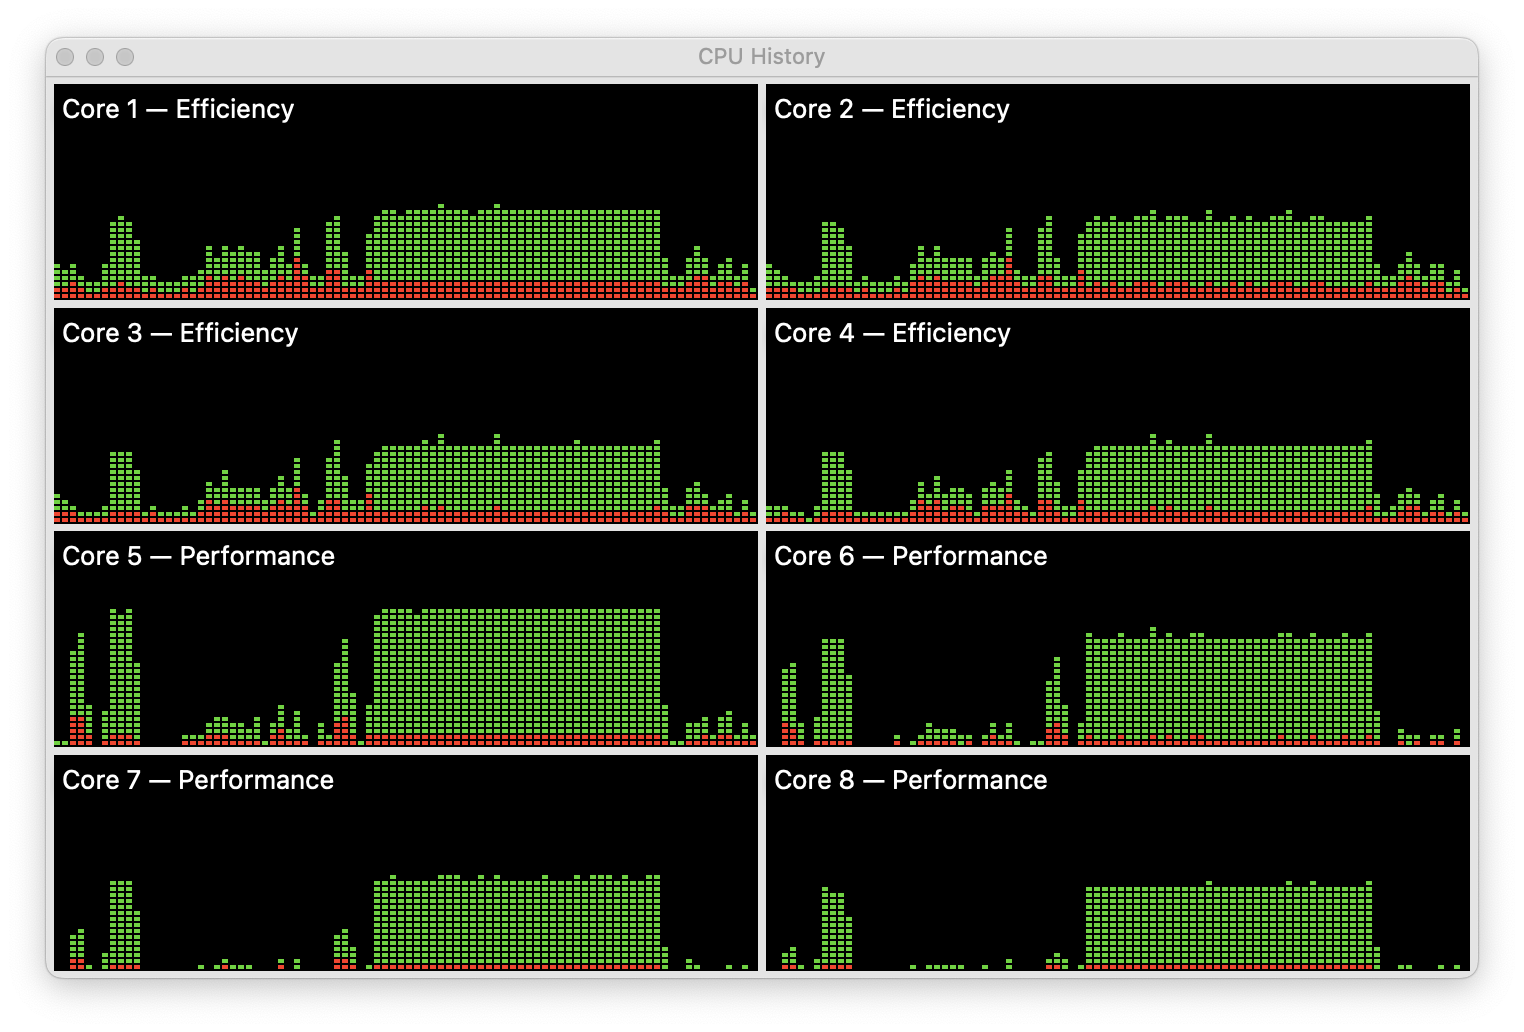 CPU History
Core 1 — Efficiency
Core 2 — Efficiency
Core 3 — Efficiency
Core 4 — Efficiency
Core 5 — Performance
Core 6 — Performance
Core 7 — Performance
Core 8 — Performance